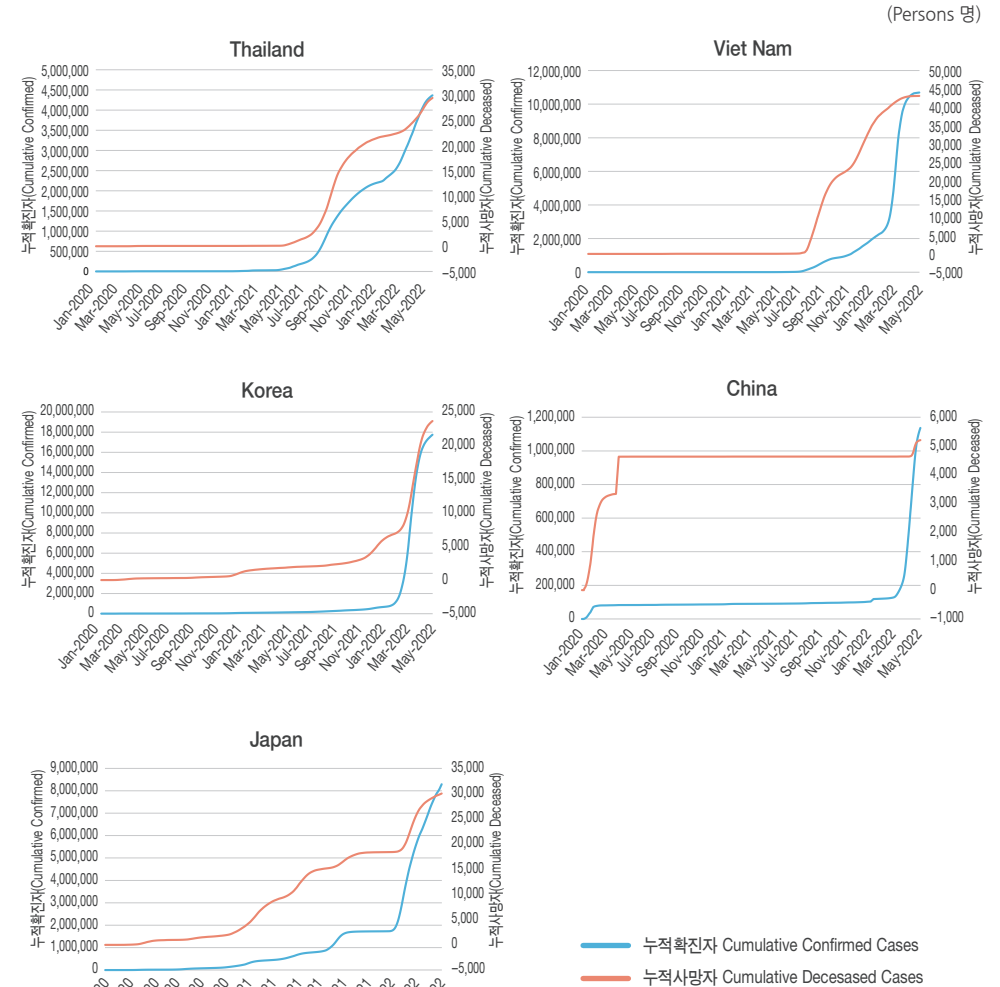 (Persons 명)
Thailand
누적확진자(Cumulative Confirmed)
5,000,000
4,500,000
4,000,000
3,500,000
3,000,000
2,500,000
2,000,000
1,500,000
1,000,000
500,000
0
35,000
30,000
25,000
20,000
15,000
10,000
5,000
0
−5,000
누적사망자(Cumulative Deceased)
Jan-2020
Mar-2020
May-2020
Jul-2020
Sep-2020
Nov-2020
Jan-2021
Mar-2021
May-2021
Jul-2021
Sep-2021
Nov-2021
Jan-2022
Mar-2022
May-2022
Viet Nam
누적확진자(Cumulative Confirmed)
12,000,000
10,000,000
8,000,000
6,000,000
4,000,000
2,000,000
0
50,000
45,000
40,000
35,000
30,000
25,000
20,000
15,000
10,000
5,000
0
−5,000
누적사망자(Cumulative Deceased)
Jan-2020
Mar-2020
May-2020
Jul-2020
Sep-2020
Nov-2020
Jan-2021
Mar-2021
May-2021
Jul-2021
Sep-2021
Nov-2021
Jan-2022
Mar-2022
May-2022
Korea
누적확진자(Cumulative Confirmed)
20,000,000
18,000,000
16,000,000
14,000,000
12,000,000
10,000,000
8,000,000
6,000,000
4,000,000
2,000,000
0
25,000
20,000
15,000
10,000
5,000
0
−5,000
누적사망자(Cumulative Deceased)
Jan-2020
Mar-2020
May-2020
Jul-2020
Sep-2020
Nov-2020
Jan-2021
Mar-2021
May-2021
Jul-2021
Sep-2021
Nov-2021
Jan-2022
Mar-2022
May-2022
China
누적확진자(Cumulative Confirmed)
1,200,000
1,000,000
800,000
600,000
400,000
200,000
0
6,000
5,000
4,000
3,000
2,000
1,000
0
−1,000
누적사망자(Cumulative Deceased)
Jan-2020
Mar-2020
May-2020
Jul-2020
Sep-2020
Nov-2020
Jan-2021
Mar-2021
May-2021
Jul-2021
Sep-2021
Nov-2021
Jan-2022
Mar-2022
May-2022
Japan
누적확진자(Cumulative Confirmed)
9,000,000
8,000,000
7,000,000
6,000,000
5,000,000
4,000,000
3,000,000
2,000,000
1,000,000
0
35,000
30,000
25,000
20,000
15,000
10,000
5,000
0
−5,000
누적사망자(Cumulative Deceased)
누적확진자 Cumulative Confirmed Cases
누적사망자 Cumulative Decesased Cases